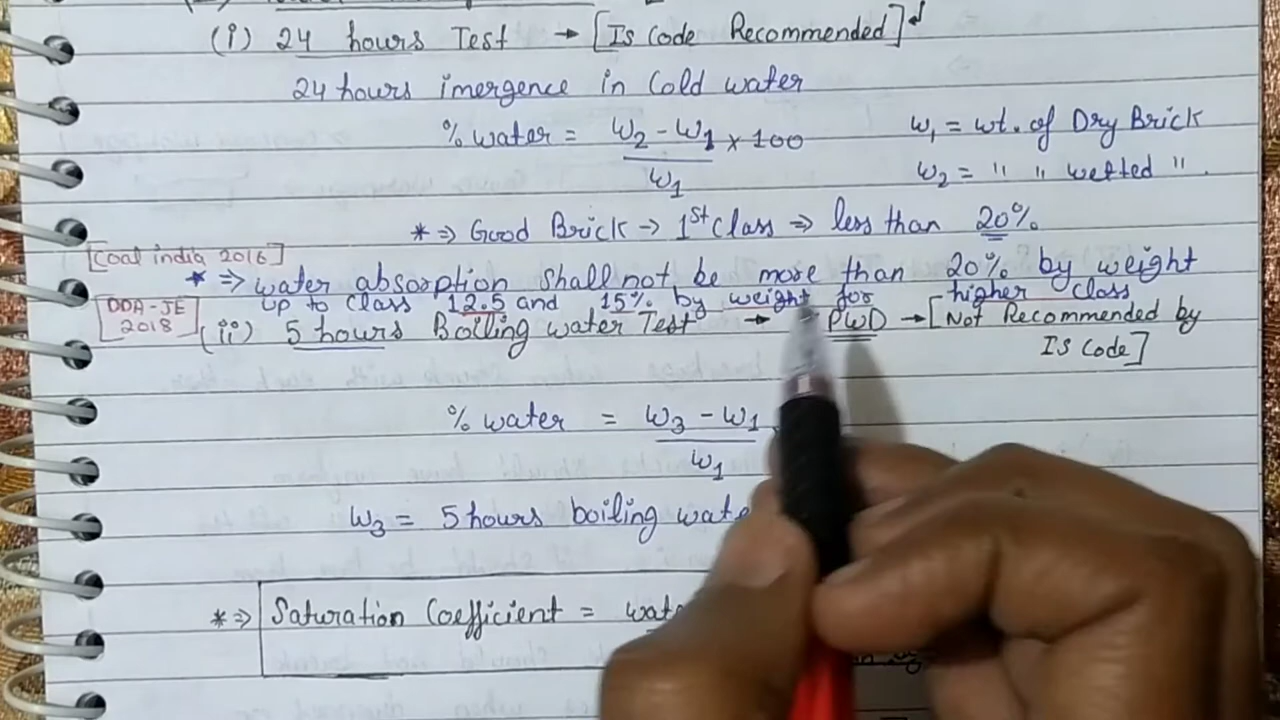 (i) 24 hours Test → [Is Code Recommended]
24 hours imergence in Cold water
% water = (w2 - w1)/w1 × 100
w1 = wt. of Dry Brick
w2 = " " wetted ".
* ⇒ Good Brick → 1st Class ⇒ less than 20%.
[Coal india 2016]
* ⇒ water absorption shall not be more than 20% by weight
up to class 12.5 and 15% by weight for higher class
[DDA-JE 2018]
(ii) 5 hours Boiling water Test → PWD → [Not Recommended by
IS Code]
% water = (w3 - w1)/w1
w3 = 5 hours boiling
* ⇒ Saturation Coefficient =